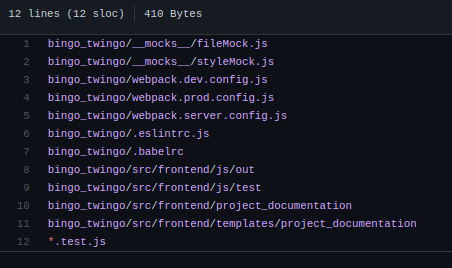 12 lines (12 sloc) 410 Bytes
1 bingo_twingo/__mocks__/fileMock.js
2 bingo_twingo/__mocks__/styleMock.js
3 bingo_twingo/webpack.dev.config.js
4 bingo_twingo/webpack.prod.config.js
5 bingo_twingo/webpack.server.config.js
6 bingo_twingo/.eslintrc.js
7 bingo_twingo/.babelrc
8 bingo_twingo/src/frontend/js/out
9 bingo_twingo/src/frontend/js/test
10 bingo_twingo/src/frontend/project_documentation
11 bingo_twingo/src/frontend/templates/project_documentation
12 *.test.js